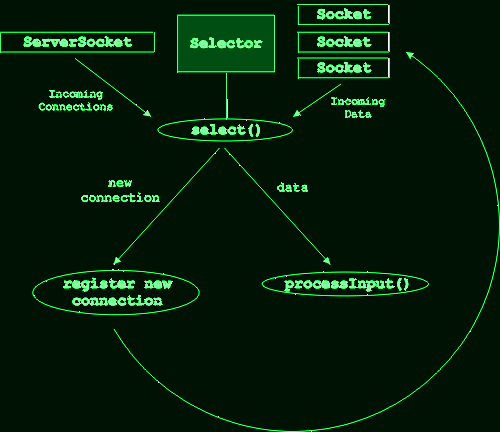 Socket
ServerSocket
Selector
Socket
Socket
Incoming
Connections
Incoming
Data
select()
new
connection
data
register new
connection
processInput()